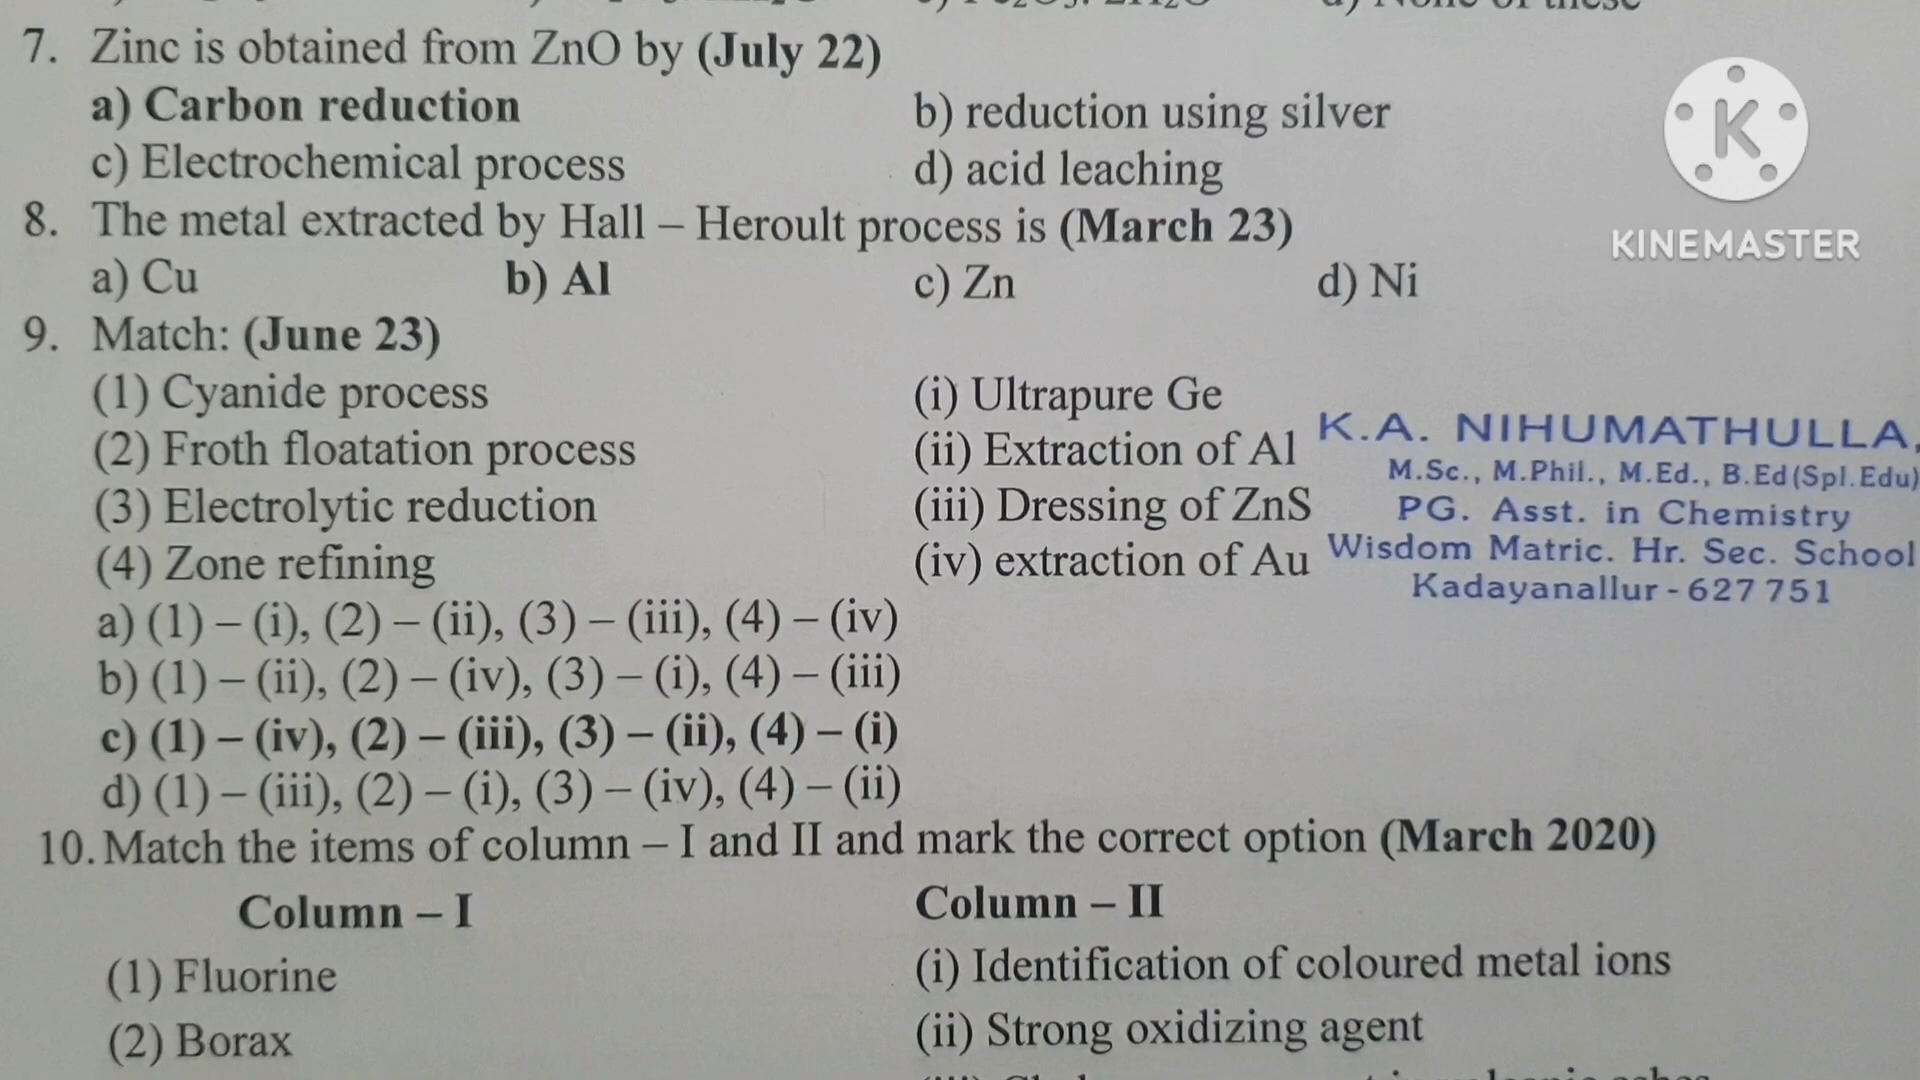 7. Zinc is obtained from ZnO by (July 22)
a) Carbon reduction b) reduction using silver
c) Electrochemical process d) acid leaching
8. The metal extracted by Hall – Heroult process is (March 23)
a) Cu b) Al c) Zn d) Ni
9. Match: (June 23)
(1) Cyanide process (i) Ultrapure Ge
(2) Froth floatation process (ii) Extraction of Al
(3) Electrolytic reduction (iii) Dressing of ZnS
(4) Zone refining (iv) extraction of Au
a) (1) – (i), (2) – (ii), (3) – (iii), (4) – (iv)
b) (1) – (ii), (2) – (iv), (3) – (i), (4) – (iii)
c) (1) – (iv), (2) – (iii), (3) – (ii), (4) – (i)
d) (1) – (iii), (2) – (i), (3) – (iv), (4) – (ii)
10. Match the items of column – I and II and mark the correct option (March 2020)
Column – I Column – II
(1) Fluorine (i) Identification of coloured metal ions
(2) Borax (ii) Strong oxidizing agent
K
KINEMASTER
K.A. NIHUMATHULLA,
M.Sc., M.Phil., M.Ed., B.Ed(Spl.Edu)
PG. Asst. in Chemistry
Wisdom Matric. Hr. Sec. School
Kadayanallur - 627 751